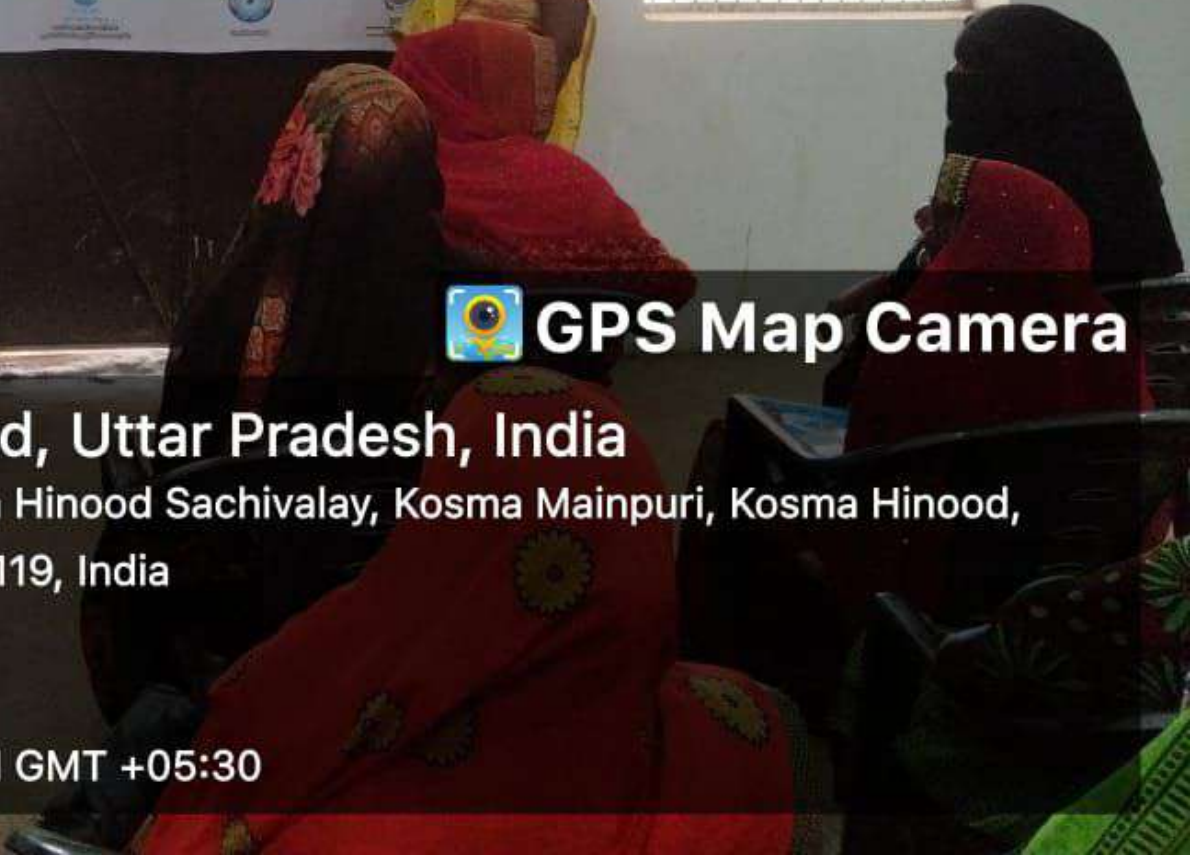 GPS Map Camera
d, Uttar Pradesh, India
Hinood Sachivalay, Kosma Mainpuri, Kosma Hinood,
119, India
GMT +05:30